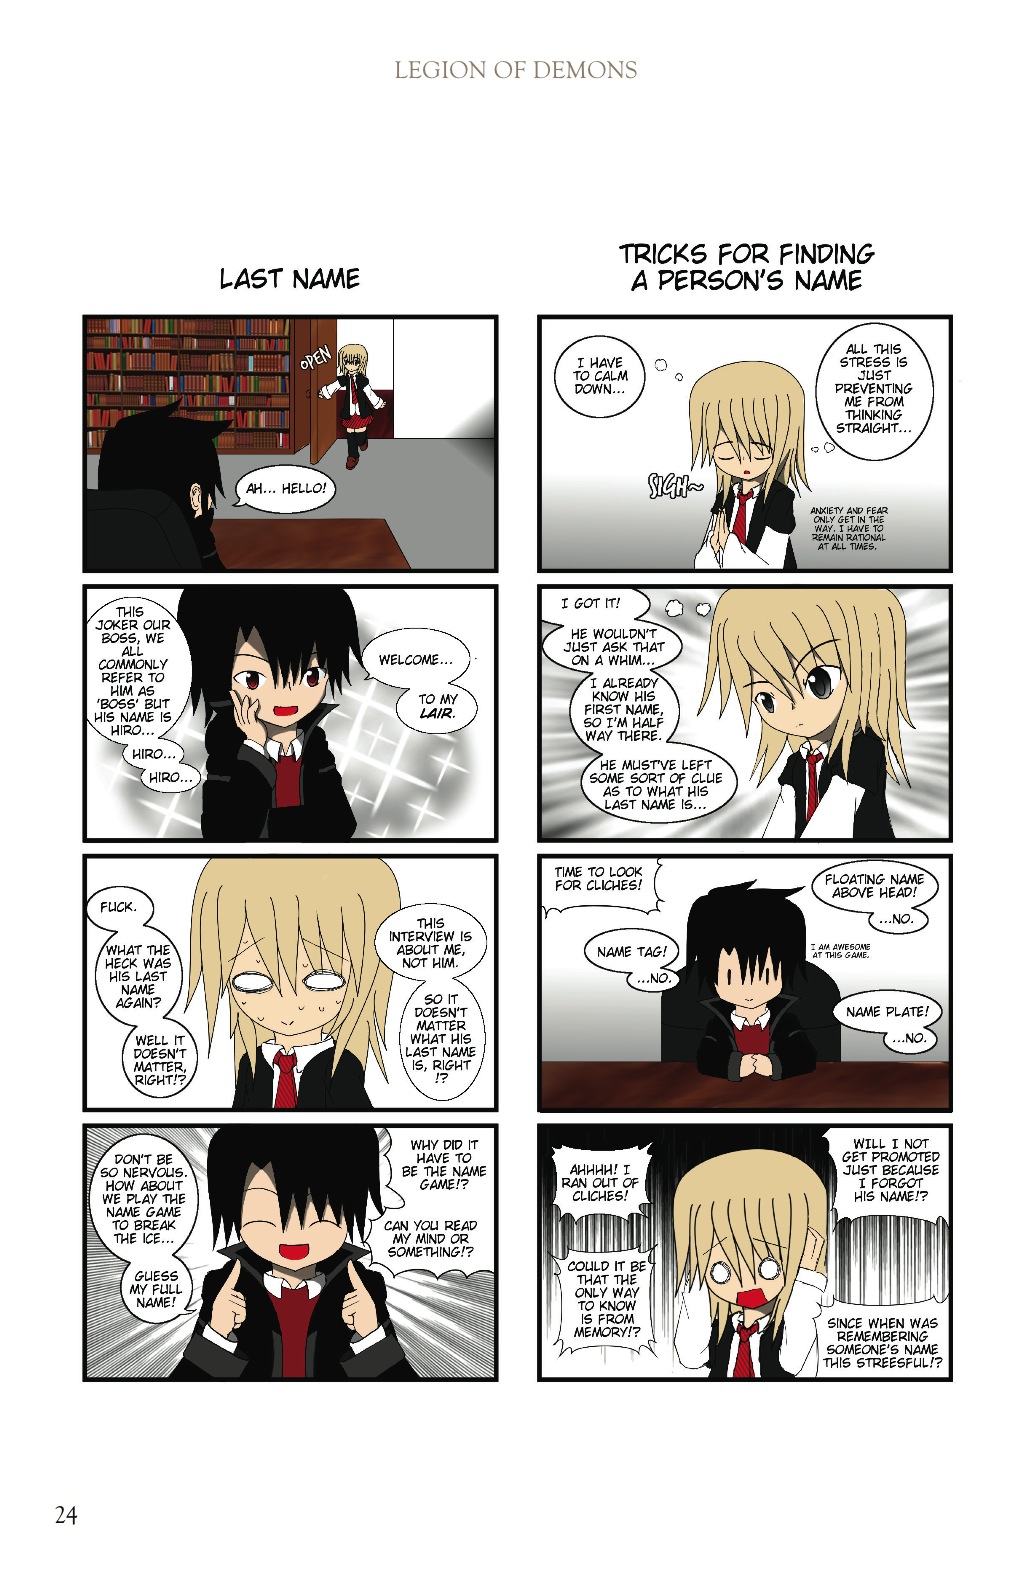 LEGION OF DEMONS
LAST NAME
OPEN
AH... HELLO!
THIS
JOKER OUR
BOSS, WE
ALL
COMMONLY
REFER TO
HIM AS
'BOSS' BUT
HIS NAME IS
HIRO...
HIRO...
HIRO...
WELCOME...
TO MY
LAIR.
FUCK.
WHAT THE
HECK WAS
HIS LAST
NAME
AGAIN?
WELL IT
DOESN'T
MATTER,
RIGHT!?
THIS
INTERVIEW IS
ABOUT ME,
NOT HIM.
SO IT
DOESN'T
MATTER
WHAT HIS
LAST NAME
IS, RIGHT
!?
DON'T BE
SO NERVOUS.
HOW ABOUT
WE PLAY THE
NAME GAME
TO BREAK
THE ICE...
GUESS
MY FULL
NAME!
WHY DID IT
HAVE TO
BE THE NAME
GAME!?
CAN YOU READ
MY MIND OR
SOMETHING!?
TRICKS FOR FINDING
A PERSON'S NAME
I HAVE
TO CALM
DOWN...
ALL THIS
STRESS IS
JUST
PREVENTING
ME FROM
THINKING
STRAIGHT...
SIGH~
ANXIETY AND FEAR
ONLY GET IN THE
WAY. I HAVE TO
REMAIN RATIONAL
AT ALL TIMES.
I GOT IT!
HE WOULDN'T
JUST ASK THAT
ON A WHIM...
I ALREADY
KNOW HIS
FIRST NAME,
SO I'M HALF
WAY THERE.
HE MUST'VE LEFT
SOME SORT OF CLUE
AS TO WHAT HIS
LAST NAME IS...
TIME TO LOOK
FOR CLICHES!
NAME TAG!
...NO.
FLOATING NAME
ABOVE HEAD!
...NO.
I AM AWESOME
AT THIS GAME.
NAME PLATE!
...NO.
AHHHH! I
RAN OUT OF
CLICHES!
COULD IT BE
THAT THE
ONLY WAY
TO KNOW
IS FROM
MEMORY!?
WILL I NOT
GET PROMOTED
JUST BECAUSE
I FORGOT
HIS NAME!?
SINCE WHEN WAS
REMEMBERING
SOMEONE'S NAME
THIS STREESFUL!?
24